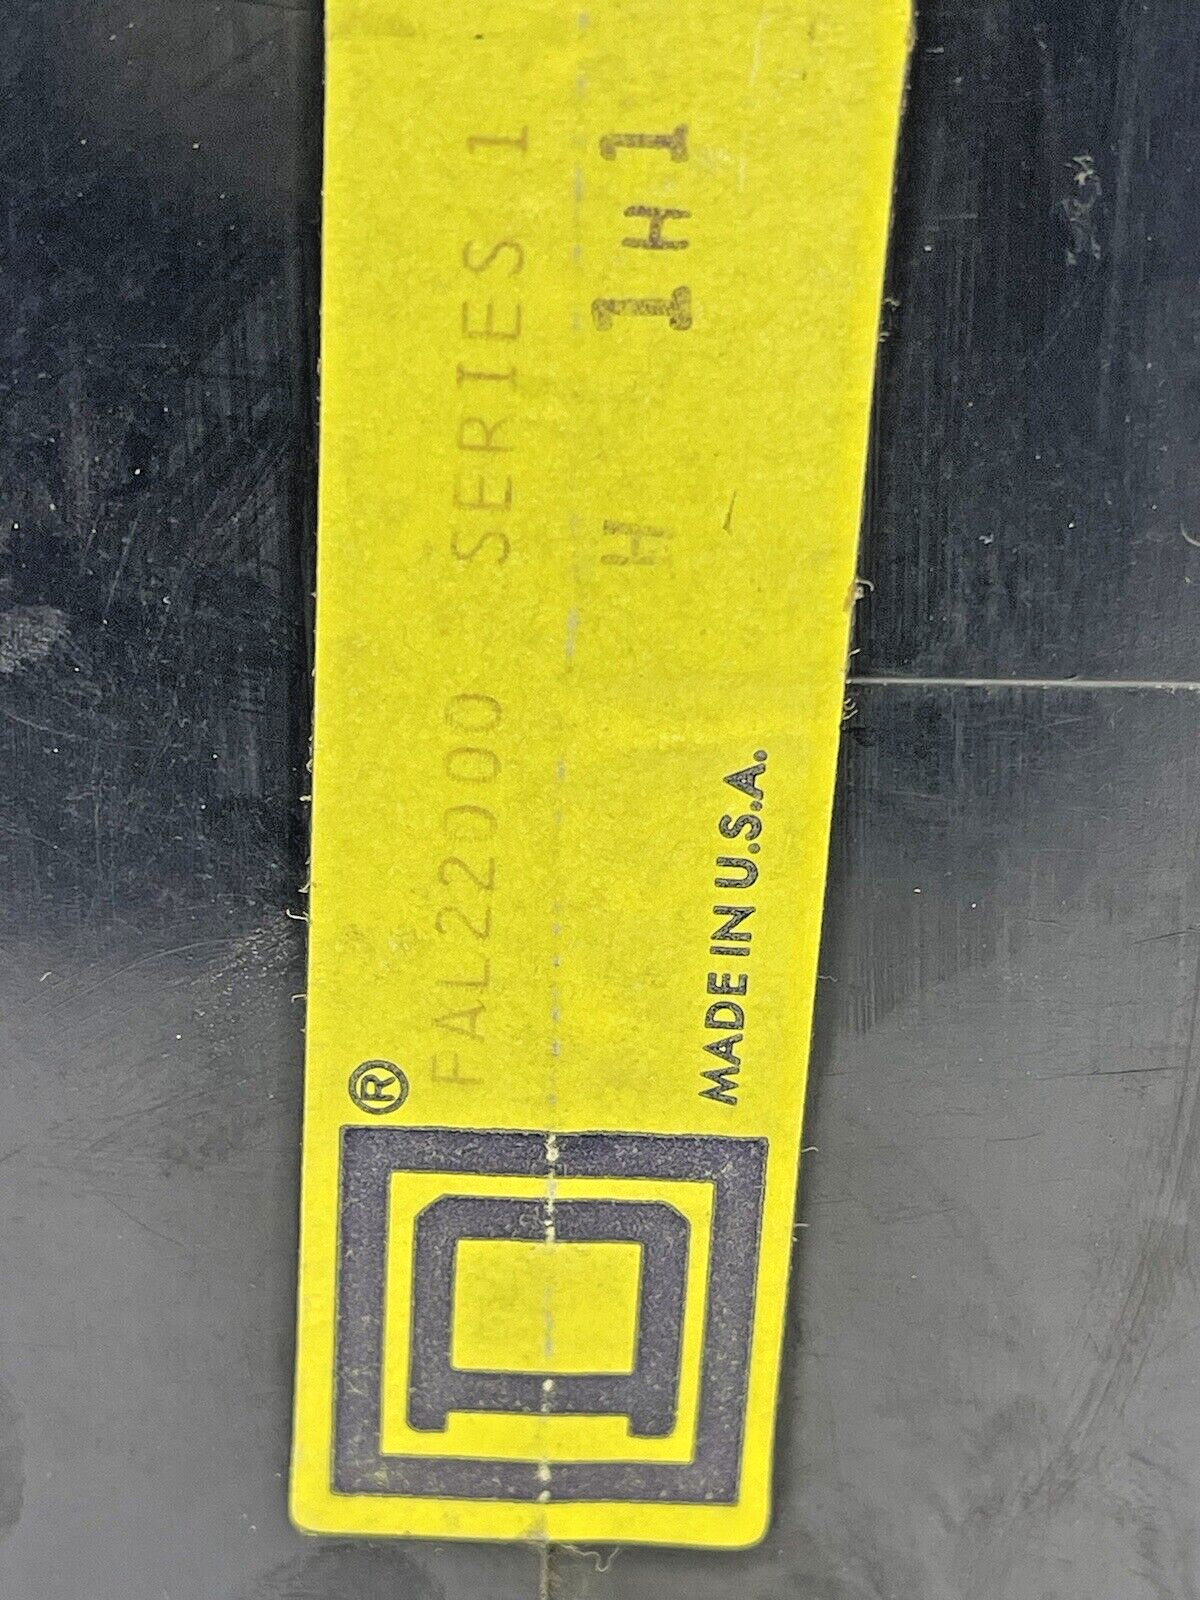 ®
FAL22000 SERIES 1
H 1H1
MADE IN U.S.A.
D